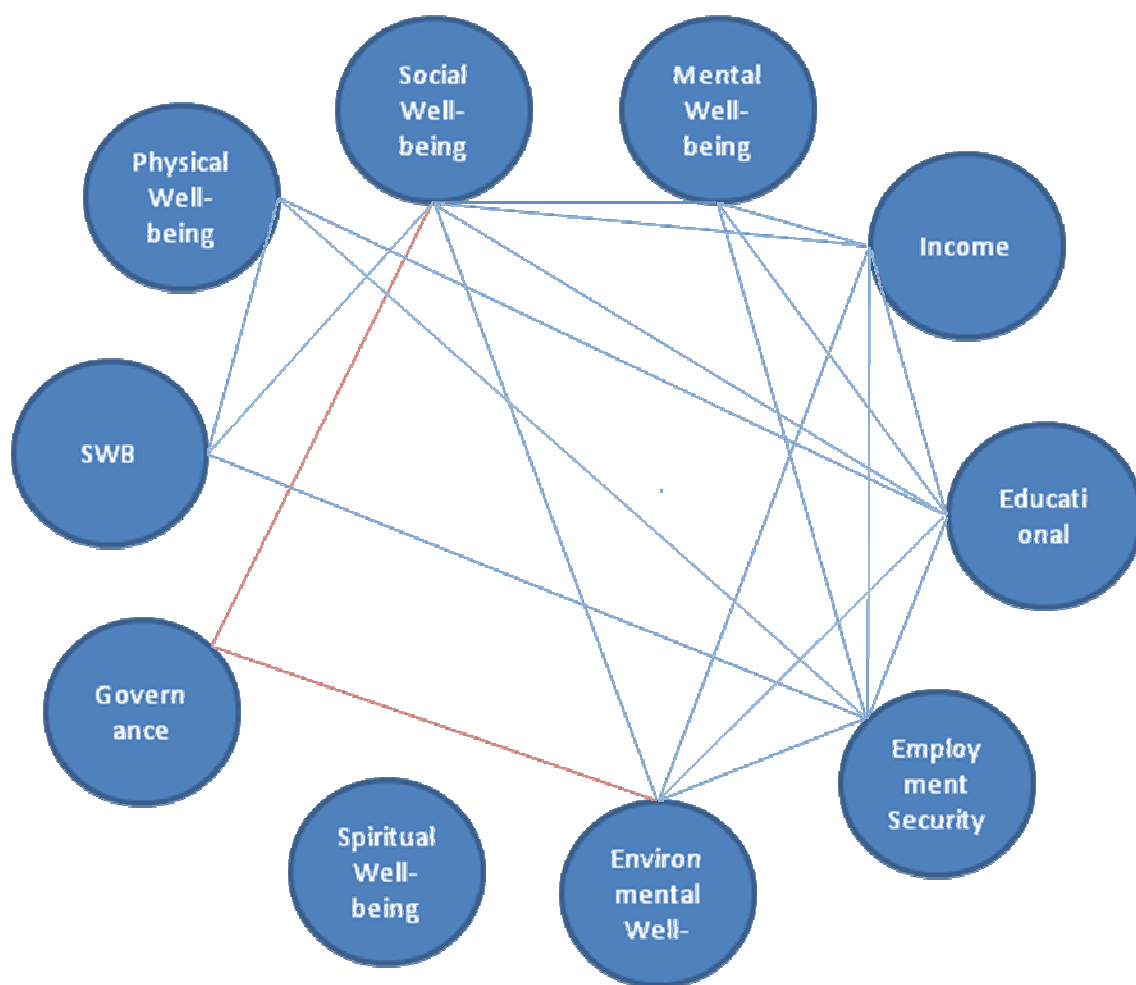 Social
Well-
being
Mental
Well-
being
Physical
Well-
being
Income
SWB
Educati
onal
Govern
ance
Employ
ment
Security
Spiritual
Well-
being
Environ
mental
Well-